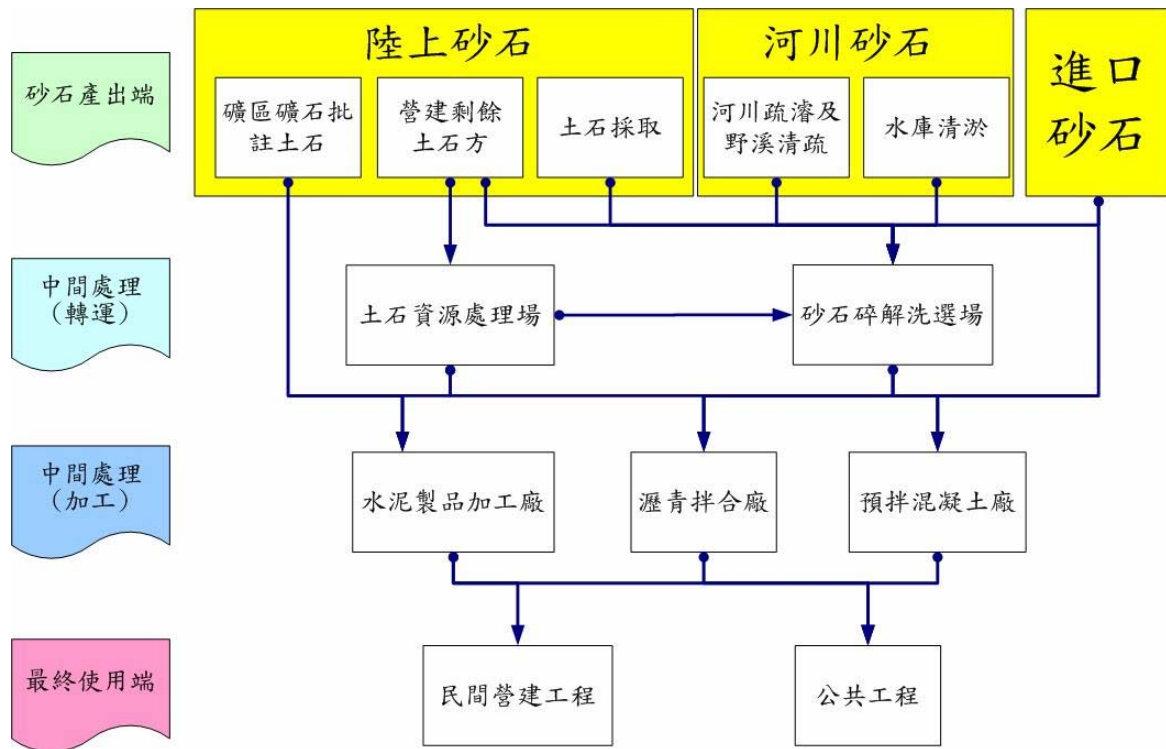 陸上砂石
河川砂石
進口
砂石
砂石產出端
礦區礦石批
註土石
營建剩餘
土石方
土石採取
河川疏濬及
野溪清疏
水庫清淤
中間處理
(轉運)
土石資源處理場
砂石碎解洗選場
中間處理
(加工)
水泥製品加工廠
瀝青拌合廠
預拌混凝土廠
最終使用端
民間營建工程
公共工程